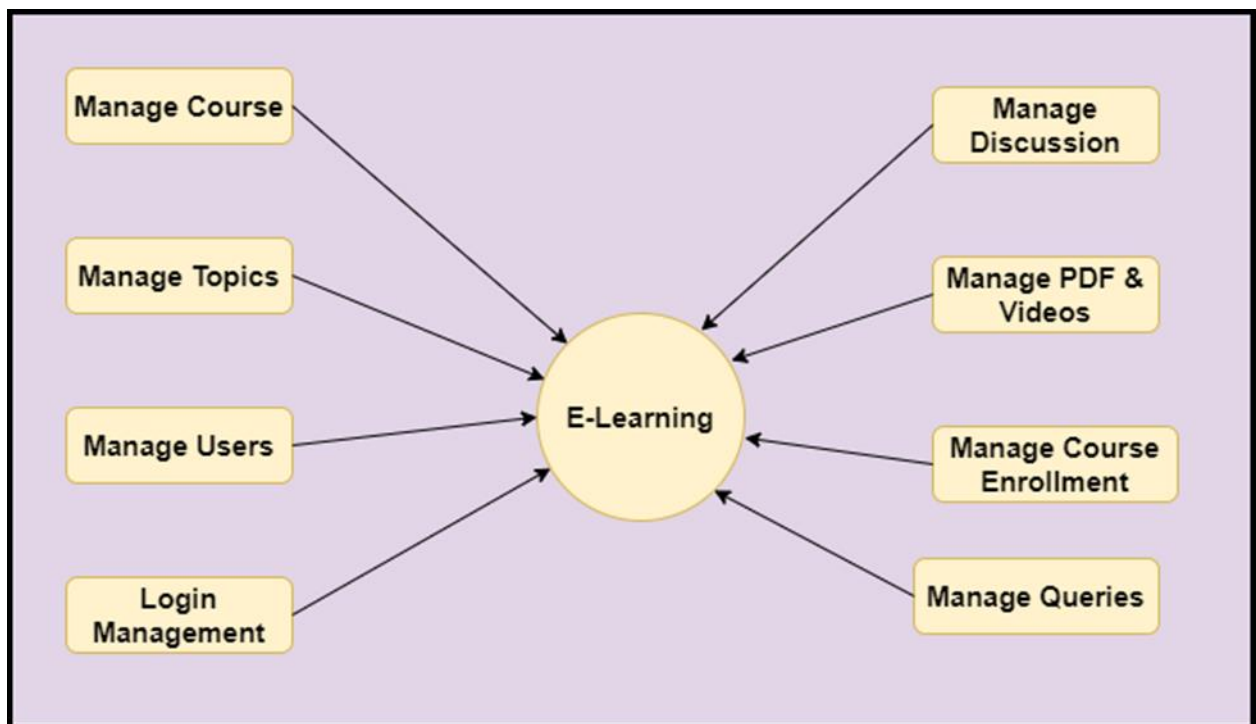 Manage Course
Manage Topics
Manage Users
Login
Management
E-Learning
Manage
Discussion
Manage PDF &
Videos
Manage Course
Enrollment
Manage Queries